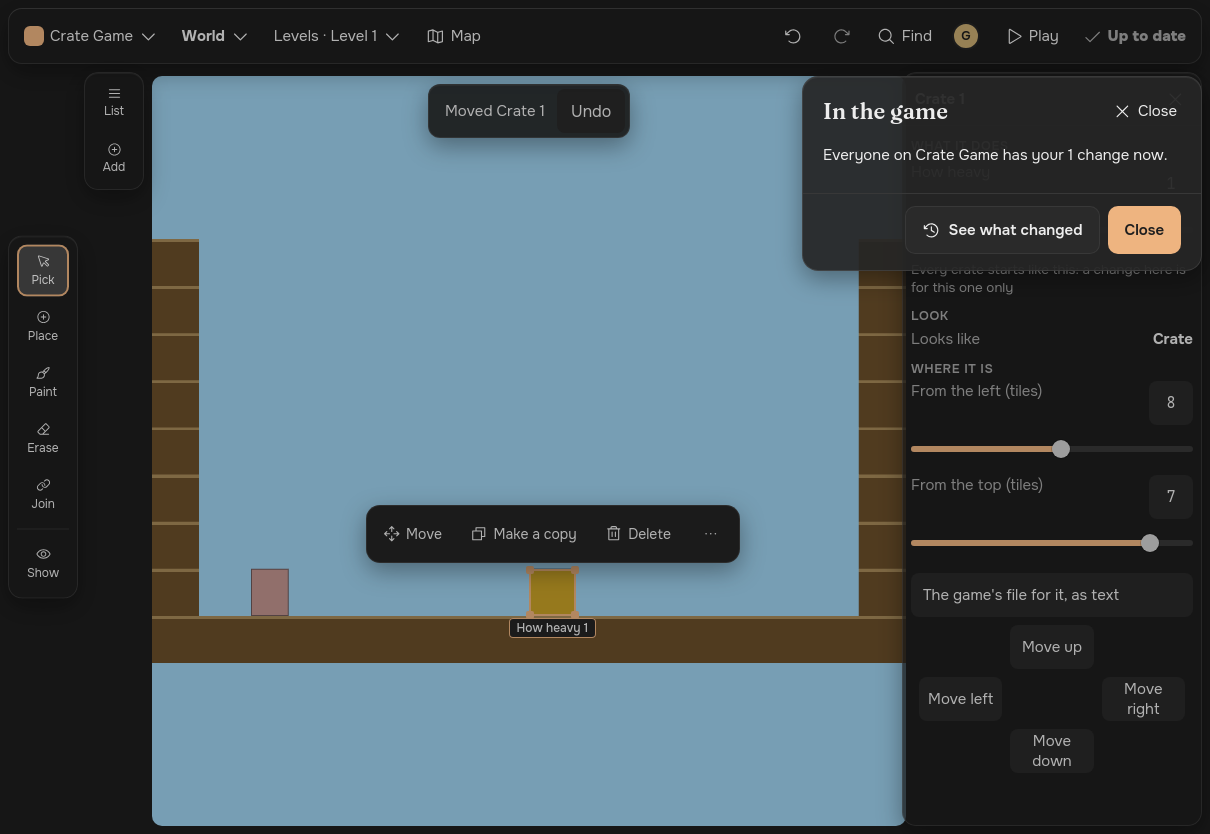 Crate Game
World
Levels · Level 1
Map
Find
G
Play
Up to date
List
Add
Moved Crate 1
Undo
Crate 1
In the game
Close
Everyone on Crate Game has your 1 change now.
How heavy
1
See what changed
Close
Every crate starts like this: a change here is
for this one only
LOOK
Looks like
Crate
WHERE IT IS
From the left (tiles)
8
From the top (tiles)
7
The game's file for it, as text
Move up
Move left
Move
right
Move
down
Pick
Place
Paint
Erase
Join
Show
Move
Make a copy
Delete
How heavy 1